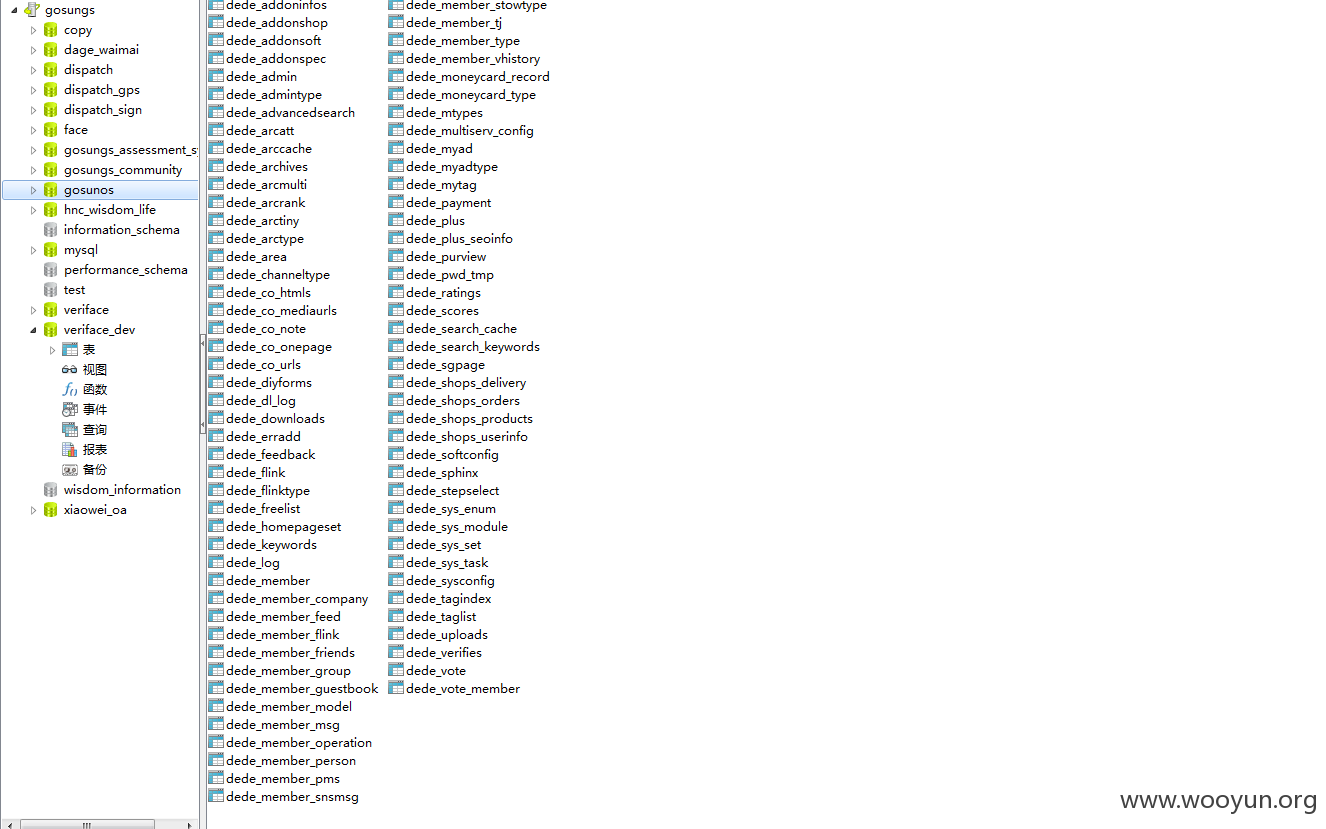 gosungs
copy
dage_waimai
dispatch
dispatch_gps
dispatch_sign
face
gosungs_assessment_sy
gosungs_community
gosunos
hnc_wisdom_life
information_schema
mysql
performance_schema
test
veriface
veriface_dev
表
视图
函数
事件
查询
报表
备份
wisdom_information
xiaowei_oa
dede_addoninfos
dede_addonshop
dede_addonsoft
dede_addonspec
dede_admin
dede_admintype
dede_advancedsearch
dede_arcatt
dede_arccache
dede_archives
dede_arcmulti
dede_arcrank
dede_arctiny
dede_arctype
dede_area
dede_channeltype
dede_co_htmls
dede_co_mediaurls
dede_co_note
dede_co_onepage
dede_co_urls
dede_diyforms
dede_dl_log
dede_downloads
dede_erradd
dede_feedback
dede_flink
dede_flinktype
dede_freelist
dede_homepageset
dede_keywords
dede_log
dede_member
dede_member_company
dede_member_feed
dede_member_flink
dede_member_friends
dede_member_group
dede_member_guestbook
dede_member_model
dede_member_msg
dede_member_operation
dede_member_person
dede_member_pms
dede_member_snsmsg
dede_member_stowtype
dede_member_tj
dede_member_type
dede_member_vhistory
dede_moneycard_record
dede_moneycard_type
dede_mtypes
dede_multiserv_config
dede_myad
dede_myadtype
dede_mytag
dede_payment
dede_plus
dede_plus_seoinfo
dede_purview
dede_pwd_tmp
dede_ratings
dede_scores
dede_search_cache
dede_search_keywords
dede_sgpage
dede_shops_delivery
dede_shops_orders
dede_shops_products
dede_shops_userinfo
dede_softconfig
dede_sphinx
dede_stepselect
dede_sys_enum
dede_sys_module
dede_sys_set
dede_sys_task
dede_sysconfig
dede_tagindex
dede_taglist
dede_uploads
dede_verifies
dede_vote
dede_vote_member
www.wooyun.org